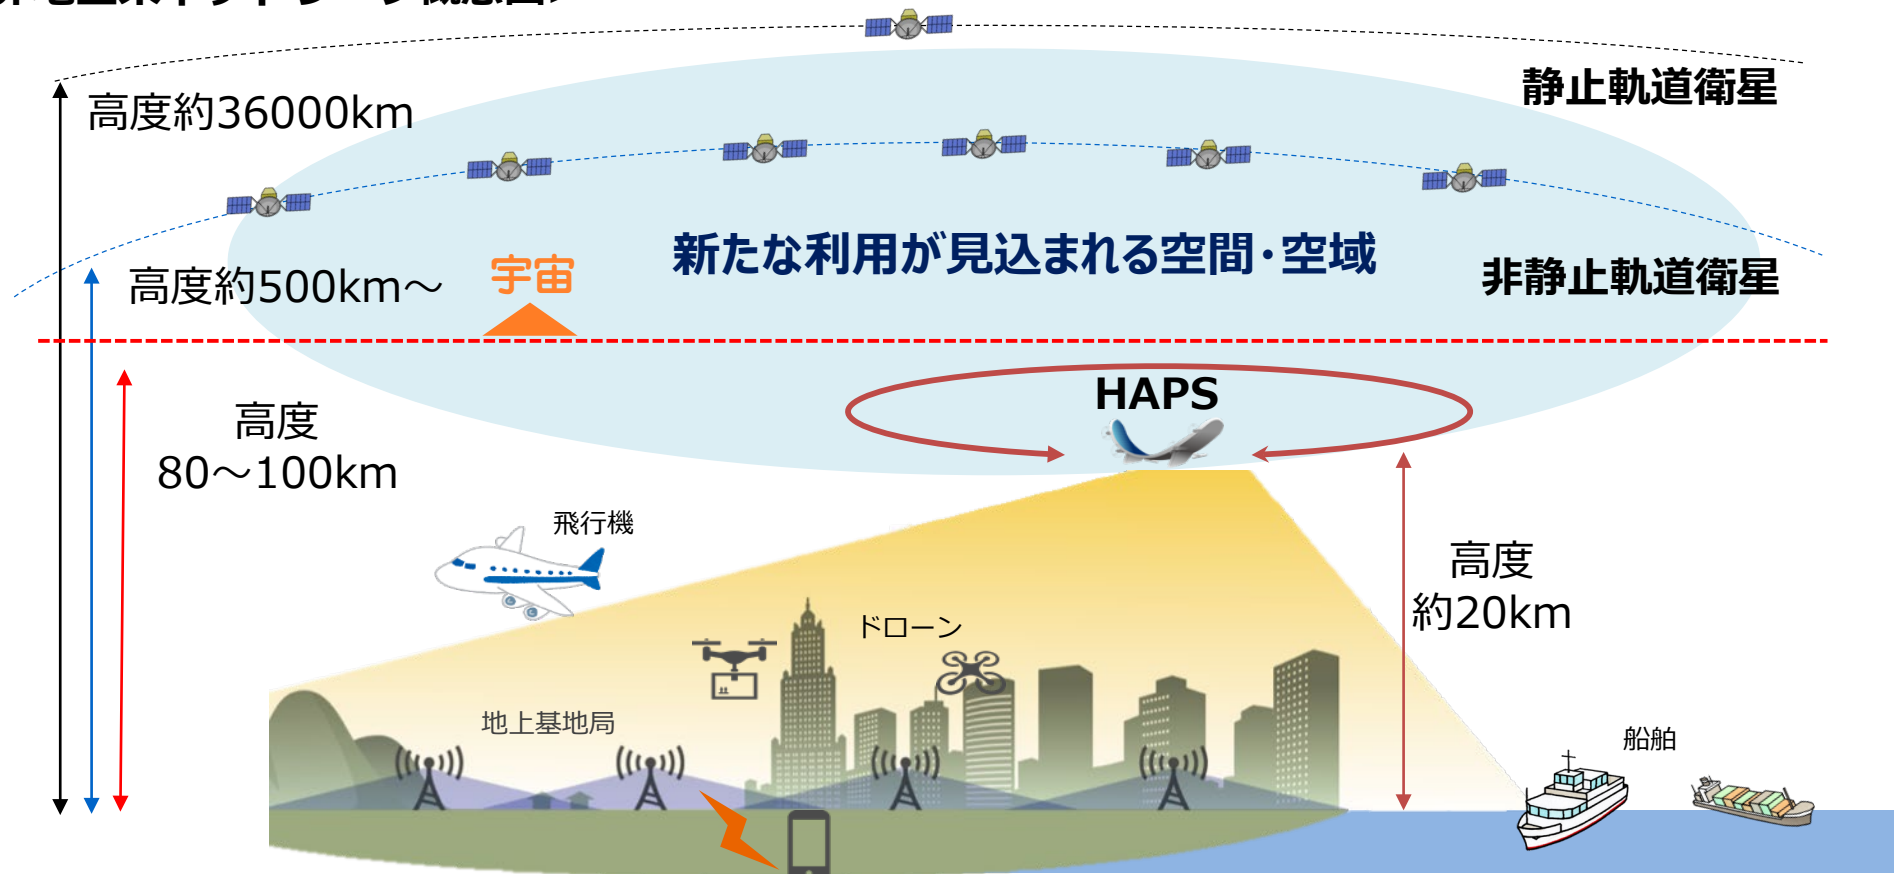 静止軌道衛星
高度約36000km
新たな利用が見込まれる空間・空域
高度約500km～
宇宙
非静止軌道衛星
HAPS
高度
80～100km
飛行機
高度
約20km
ドローン
地上基地局
船舶